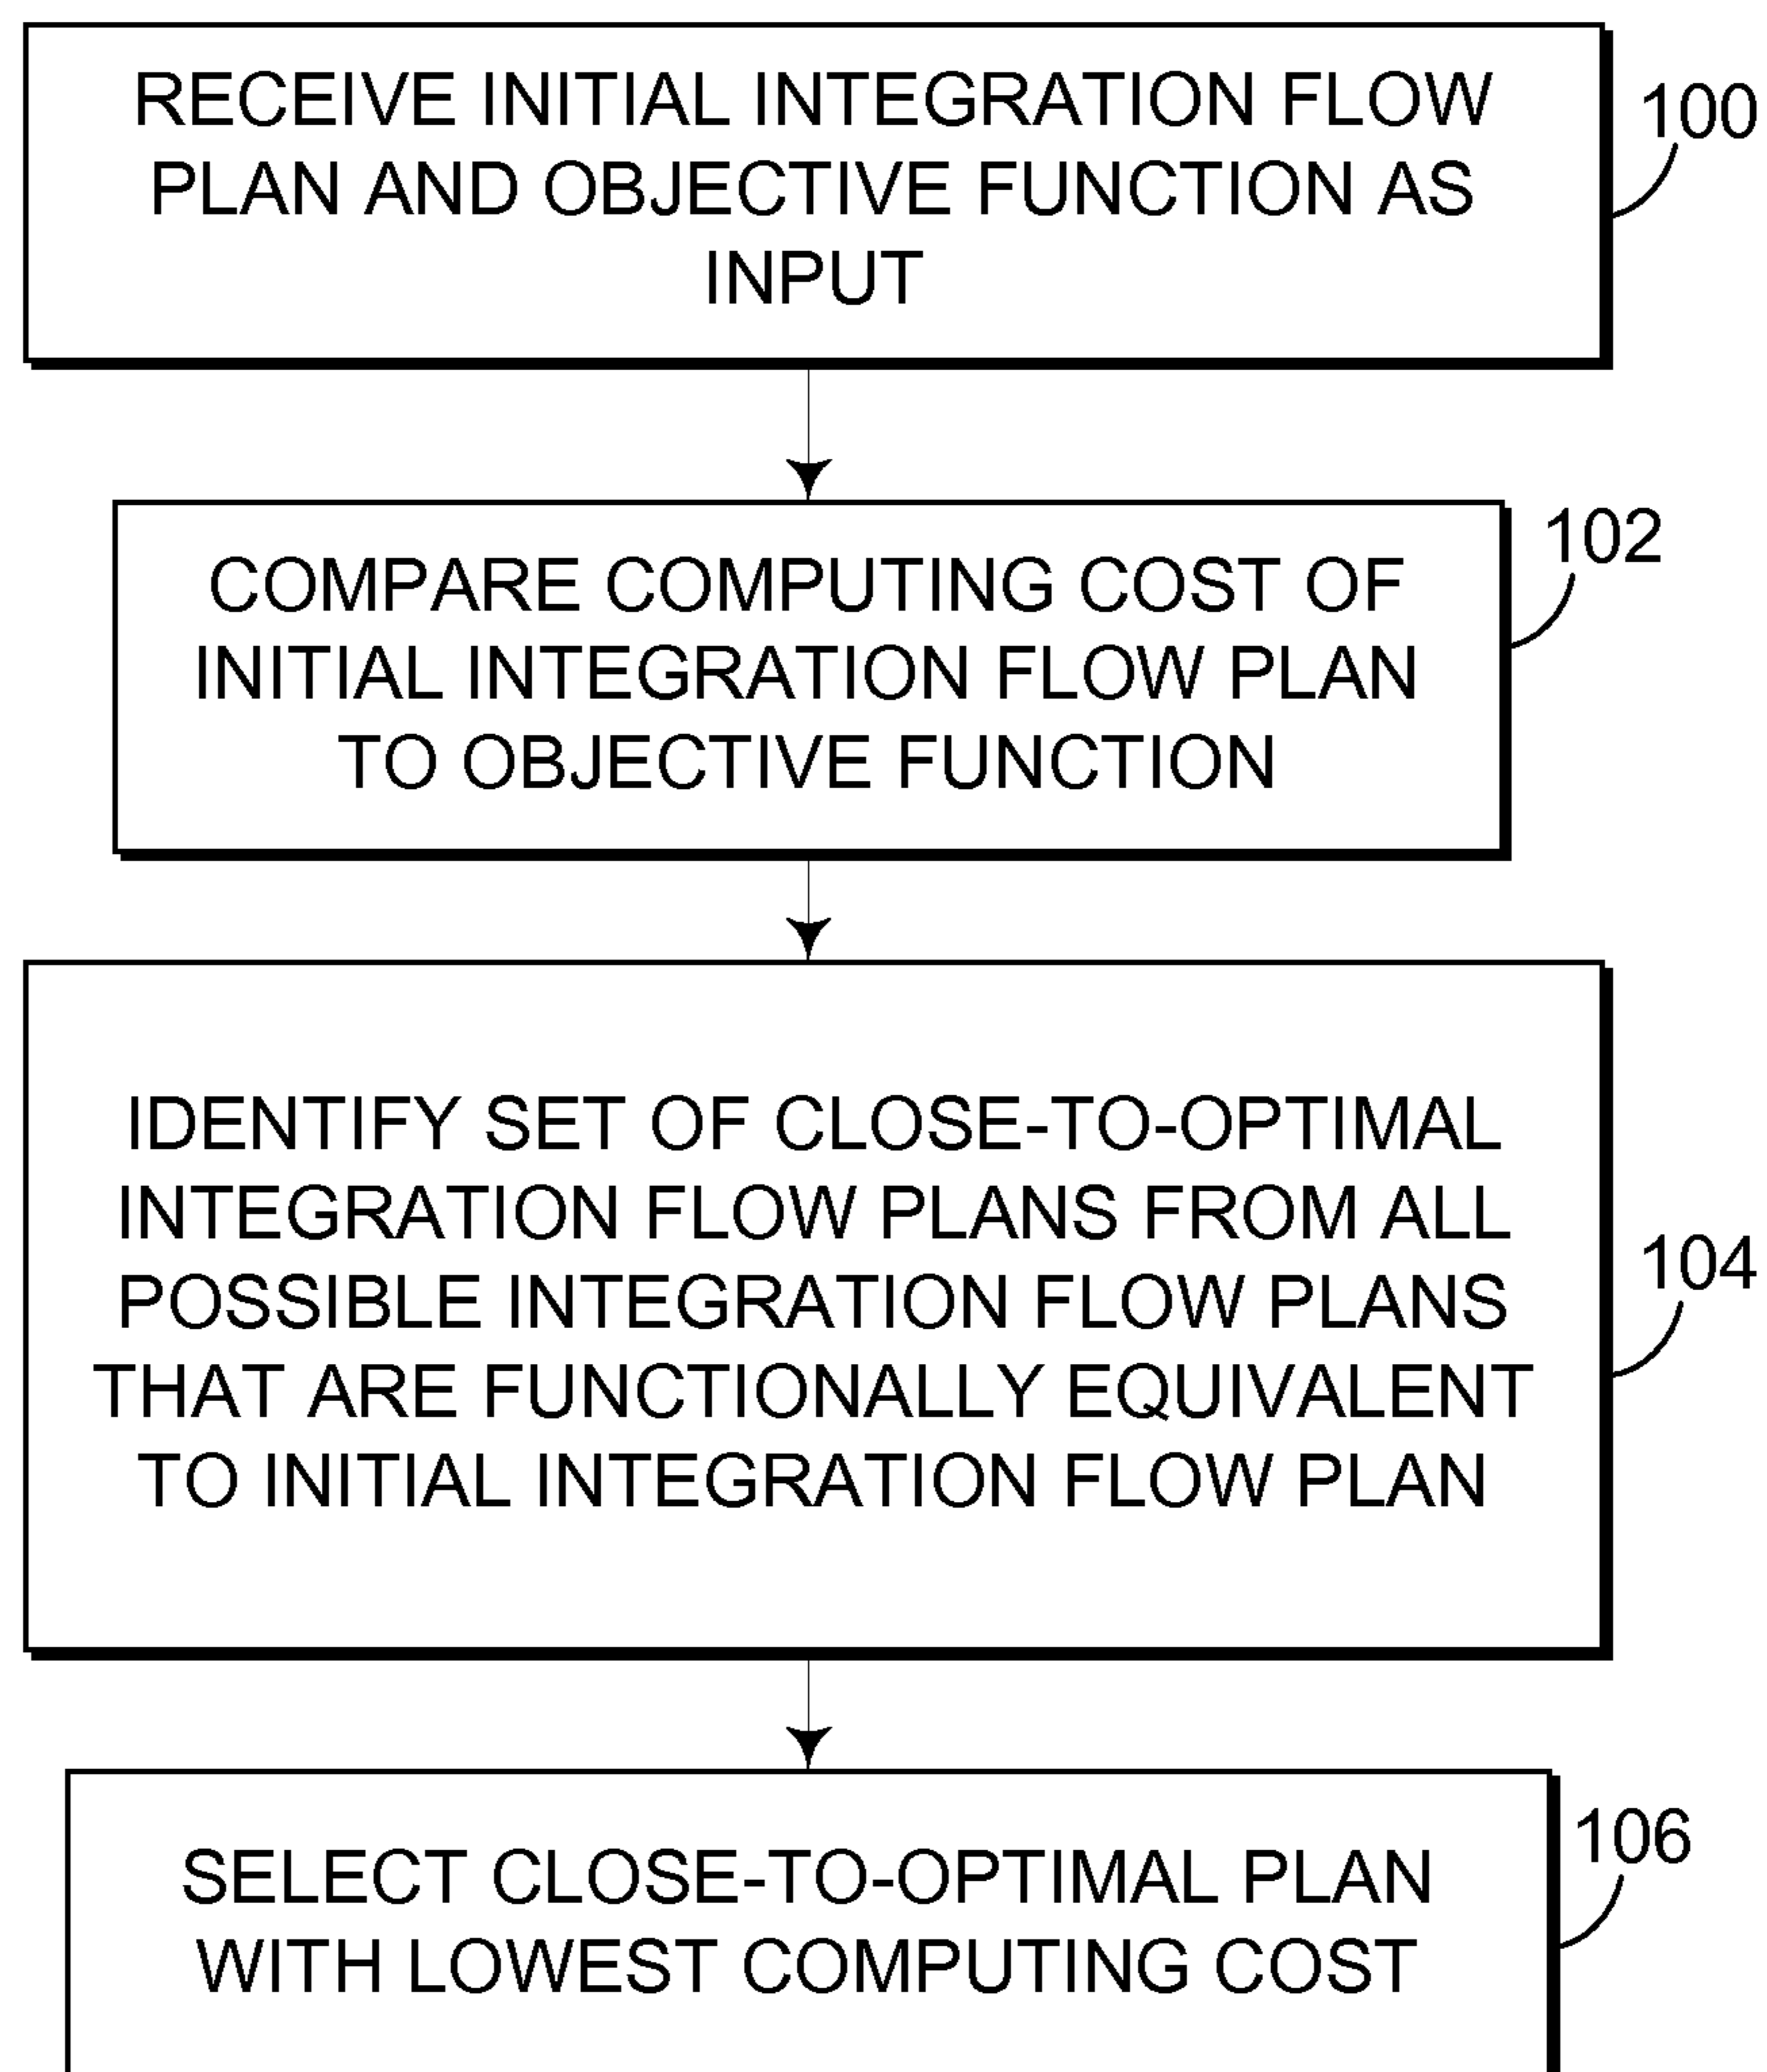 RECEIVE INITIAL INTEGRATION FLOW
PLAN AND OBJECTIVE FUNCTION AS
INPUT
100
COMPARE COMPUTING COST OF
INITIAL INTEGRATION FLOW PLAN
TO OBJECTIVE FUNCTION
102
IDENTIFY SET OF CLOSE-TO-OPTIMAL
INTEGRATION FLOW PLANS FROM ALL
POSSIBLE INTEGRATION FLOW PLANS
THAT ARE FUNCTIONALLY EQUIVALENT
TO INITIAL INTEGRATION FLOW PLAN
104
SELECT CLOSE-TO-OPTIMAL PLAN
WITH LOWEST COMPUTING COST
106